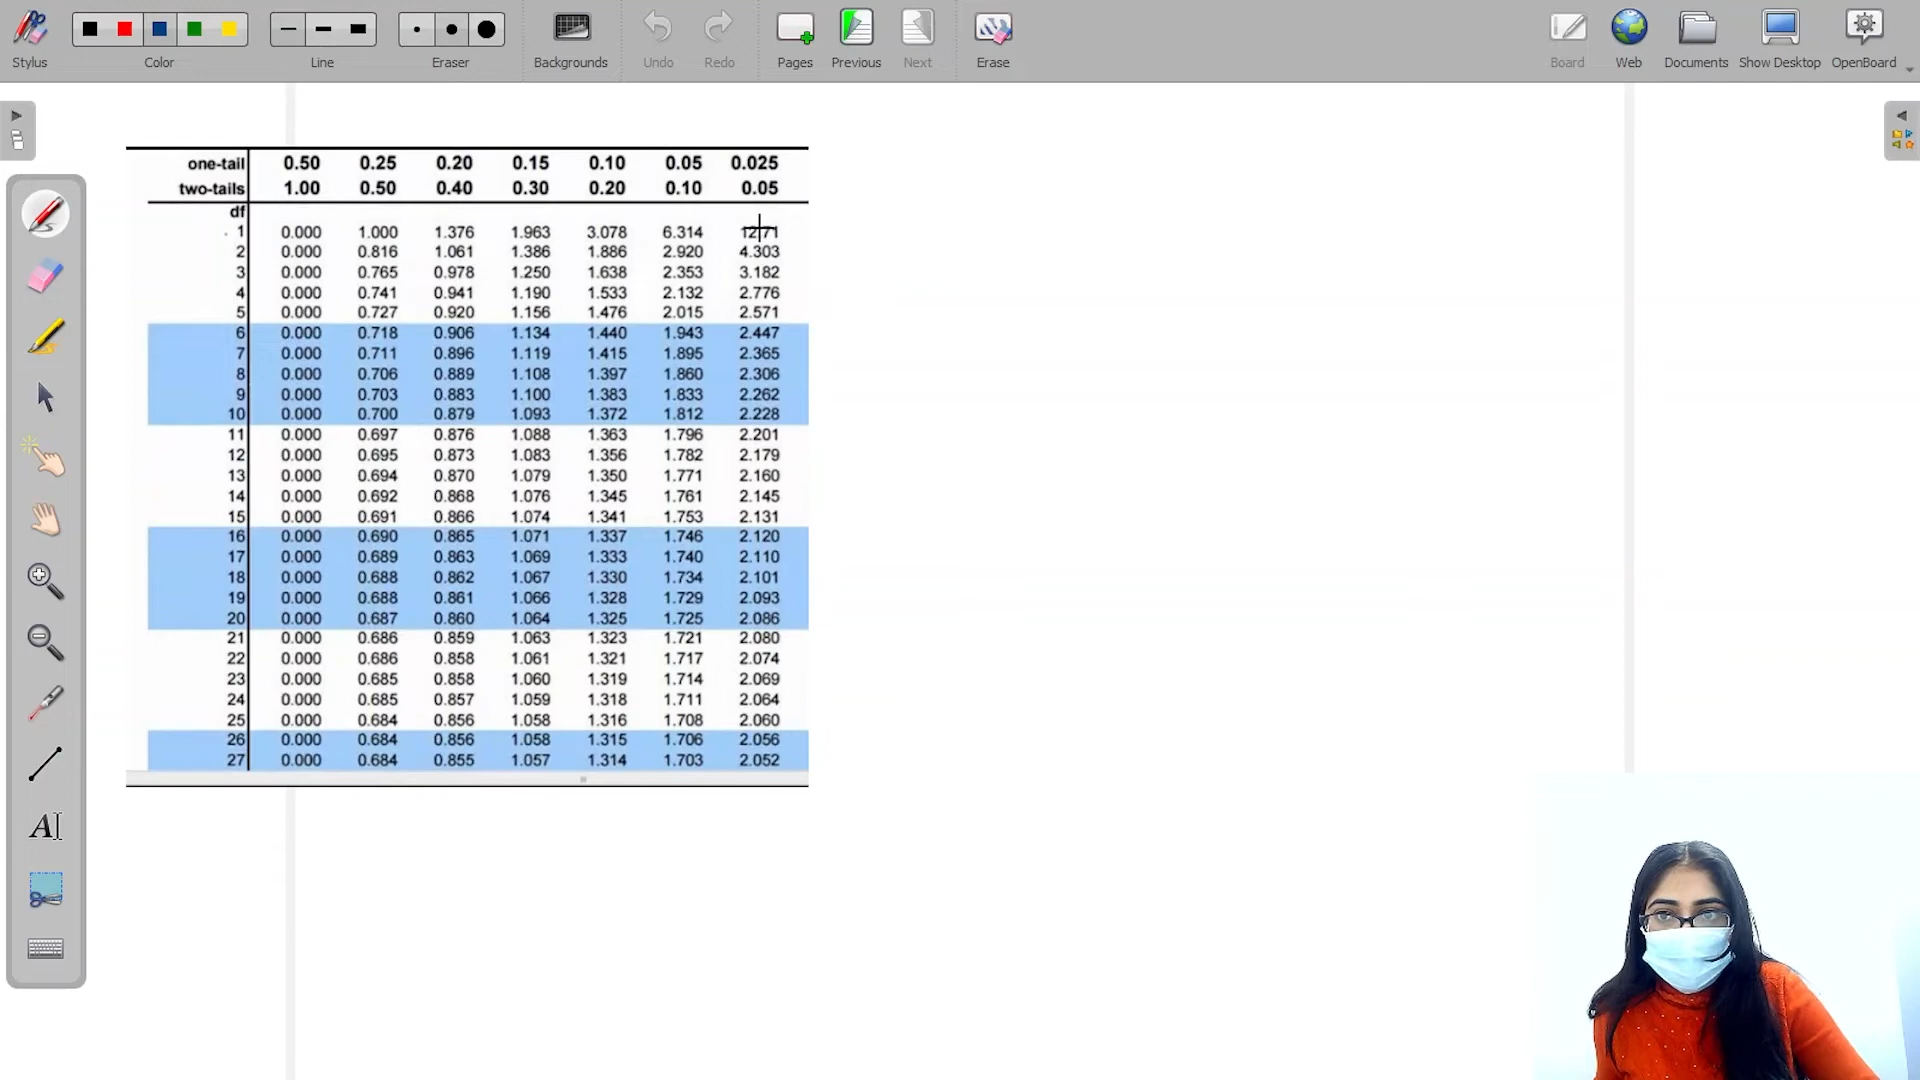 Stylus Color Line Eraser Backgrounds Undo Redo Pages Previous Next Erase Board Web Documents Show Desktop OpenBoard
one-tail 0.50 0.25 0.20 0.15 0.10 0.05 0.025
two-tails 1.00 0.50 0.40 0.30 0.20 0.10 0.05
df
1 0.000 1.000 1.376 1.963 3.078 6.314
2 0.000 0.816 1.061 1.386 1.886 2.920 4.303
3 0.000 0.765 0.978 1.250 1.638 2.353 3.182
4 0.000 0.741 0.941 1.190 1.533 2.132 2.776
5 0.000 0.727 0.920 1.156 1.476 2.015 2.571
6 0.000 0.718 0.906 1.134 1.440 1.943 2.447
7 0.000 0.711 0.896 1.119 1.415 1.895 2.365
8 0.000 0.706 0.889 1.108 1.397 1.860 2.306
9 0.000 0.703 0.883 1.100 1.383 1.833 2.262
10 0.000 0.700 0.879 1.093 1.372 1.812 2.228
11 0.000 0.697 0.876 1.088 1.363 1.796 2.201
12 0.000 0.695 0.873 1.083 1.356 1.782 2.179
13 0.000 0.694 0.870 1.079 1.350 1.771 2.160
14 0.000 0.692 0.868 1.076 1.345 1.761 2.145
15 0.000 0.691 0.866 1.074 1.341 1.753 2.131
16 0.000 0.690 0.865 1.071 1.337 1.746 2.120
17 0.000 0.689 0.863 1.069 1.333 1.740 2.110
18 0.000 0.688 0.862 1.067 1.330 1.734 2.101
19 0.000 0.688 0.861 1.066 1.328 1.729 2.093
20 0.000 0.687 0.860 1.064 1.325 1.725 2.086
21 0.000 0.686 0.859 1.063 1.323 1.721 2.080
22 0.000 0.686 0.858 1.061 1.321 1.717 2.074
23 0.000 0.685 0.858 1.060 1.319 1.714 2.069
24 0.000 0.685 0.857 1.059 1.318 1.711 2.064
25 0.000 0.684 0.856 1.058 1.316 1.708 2.060
26 0.000 0.684 0.856 1.058 1.315 1.706 2.056
27 0.000 0.684 0.855 1.057 1.314 1.703 2.052